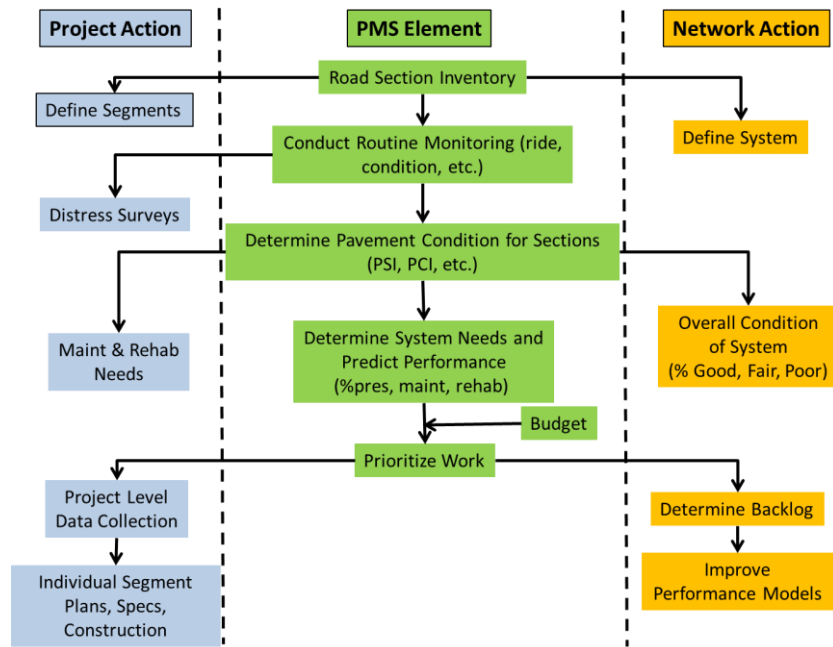 Project Action
PMS Element
Network Action
Road Section Inventory
Define Segments
Define System
Conduct Routine Monitoring (ride,
condition, etc.)
Distress Surveys
Determine Pavement Condition for Sections
(PSI, PCI, etc.)
Maint & Rehab
Needs
Determine System Needs and
Predict Performance
(%pres, maint, rehab)
Overall Condition
of System
(% Good, Fair, Poor)
Budget
Prioritize Work
Project Level
Data Collection
Determine Backlog
Individual Segment
Plans, Specs,
Construction
Improve
Performance Models